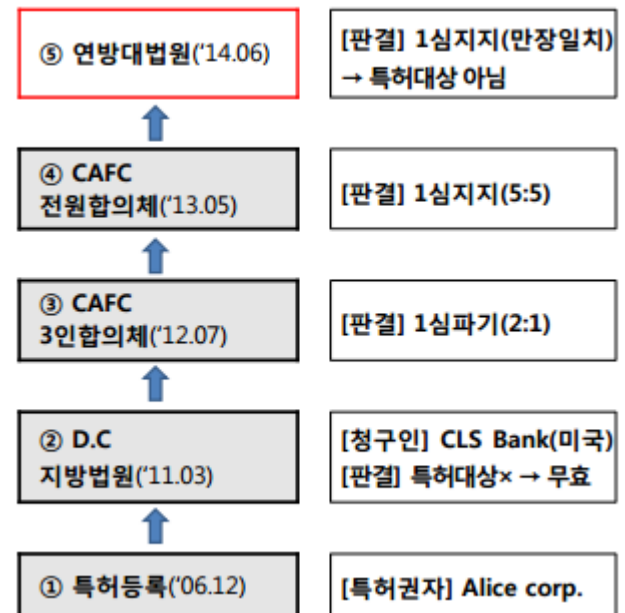 ⑤ 연방대법원('14.06)
[판결] 1심지지(만장일치)
→ 특허대상 아님
④ CAFC
전원합의체('13.05)
[판결] 1심지지(5:5)
③ CAFC
3인합의체('12.07)
[판결] 1심파기(2:1)
② D.C
지방법원('11.03)
[청구인] CLS Bank(미국)
[판결] 특허대상× → 무효
① 특허등록('06.12)
[특허권자] Alice corp.